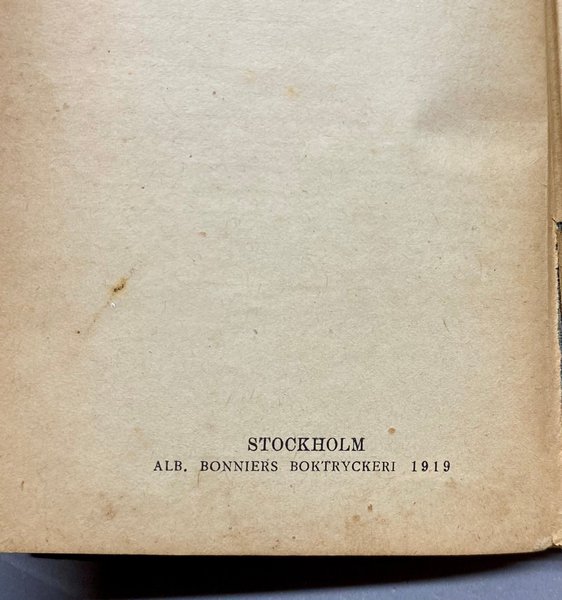 STOCKHOLM
ALB. BONNIERS BOKTRYCKERI 1919